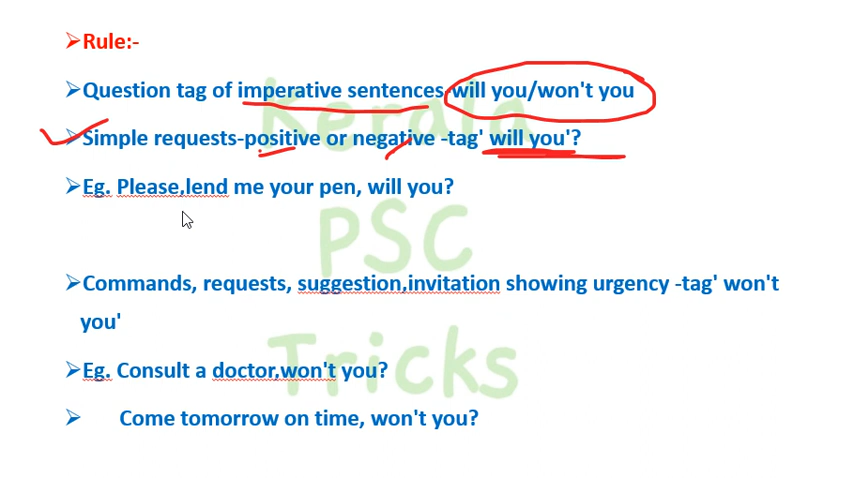 ➢Rule:-
➢Question tag of imperative sentences-will you/won't you
➢Simple requests-positive or negative -tag' will you'?
➢Eg. Please,lend me your pen, will you?
➢Commands, requests, suggestion,invitation showing urgency -tag' won't
you'
➢Eg. Consult a doctor,won't you?
➢ Come tomorrow on time, won't you?
Kerala
PSC
Tricks